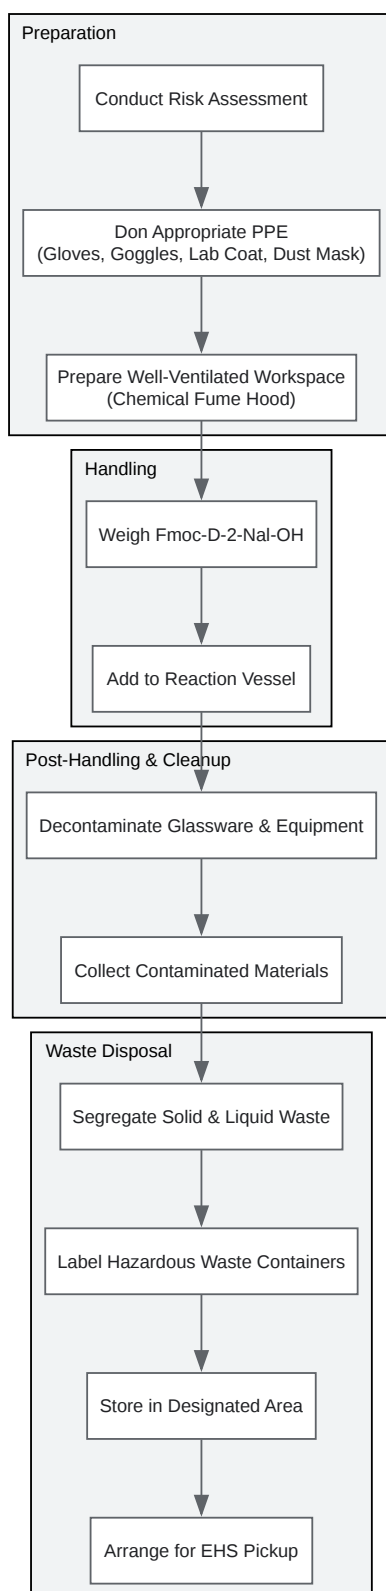 Preparation
Conduct Risk Assessment
Don Appropriate PPE
(Gloves, Goggles, Lab Coat, Dust Mask)
Prepare Well-Ventilated Workspace
(Chemical Fume Hood)
Handling
Weigh Fmoc-D-2-Nal-OH
Add to Reaction Vessel
Post-Handling & Cleanup
Decontaminate Glassware & Equipment
Collect Contaminated Materials
Waste Disposal
Segregate Solid & Liquid Waste
Label Hazardous Waste Containers
Store in Designated Area
Arrange for EHS Pickup